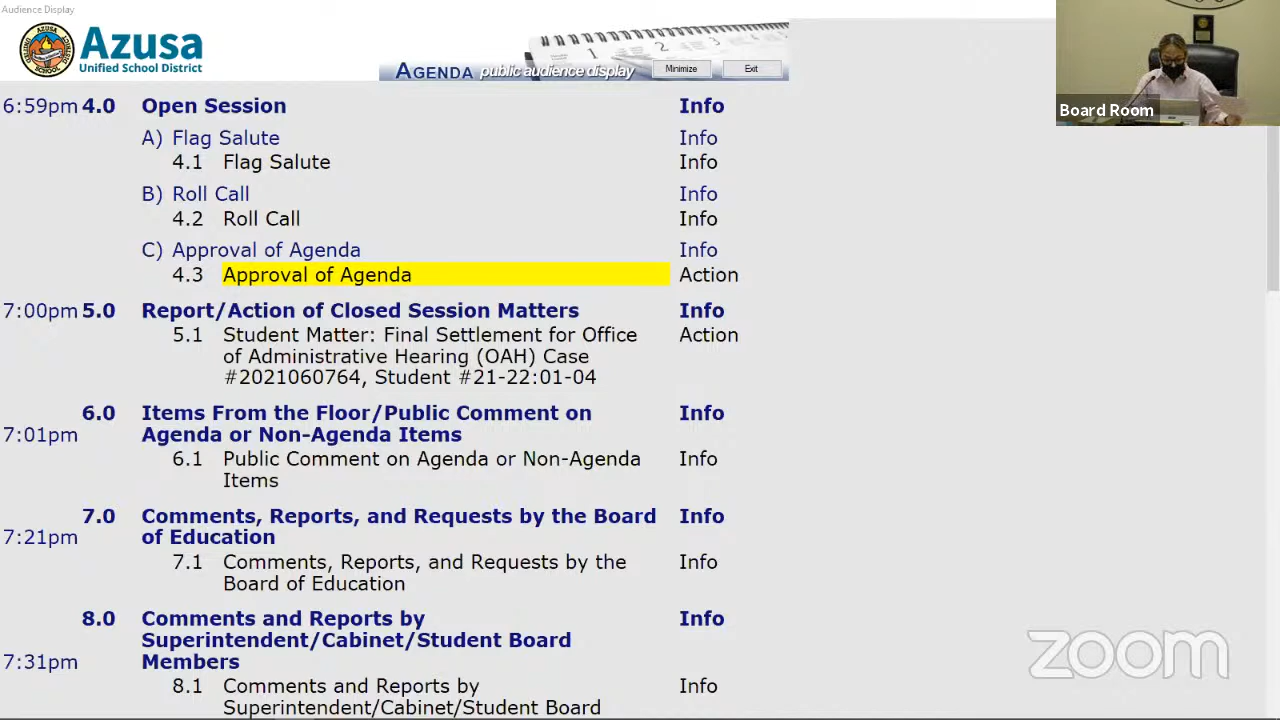 Audience Display
Azusa
Unified School District
1 2 3
AGENDA public audience display
Minimize
Exit
Board Room
6:59pm 4.0 Open Session Info
A) Flag Salute Info
4.1 Flag Salute Info
B) Roll Call Info
4.2 Roll Call Info
C) Approval of Agenda Info
4.3 Approval of Agenda Action
7:00pm 5.0 Report/Action of Closed Session Matters Info
5.1 Student Matter: Final Settlement for Office Action
of Administrative Hearing (OAH) Case
#2021060764, Student #21-22:01-04
6.0 Items From the Floor/Public Comment on Info
7:01pm Agenda or Non-Agenda Items
6.1 Public Comment on Agenda or Non-Agenda Info
Items
7.0 Comments, Reports, and Requests by the Board Info
7:21pm of Education
7.1 Comments, Reports, and Requests by the Info
Board of Education
8.0 Comments and Reports by Info
Superintendent/Cabinet/Student Board
7:31pm Members
8.1 Comments and Reports by Info
Superintendent/Cabinet/Student Board
zoom